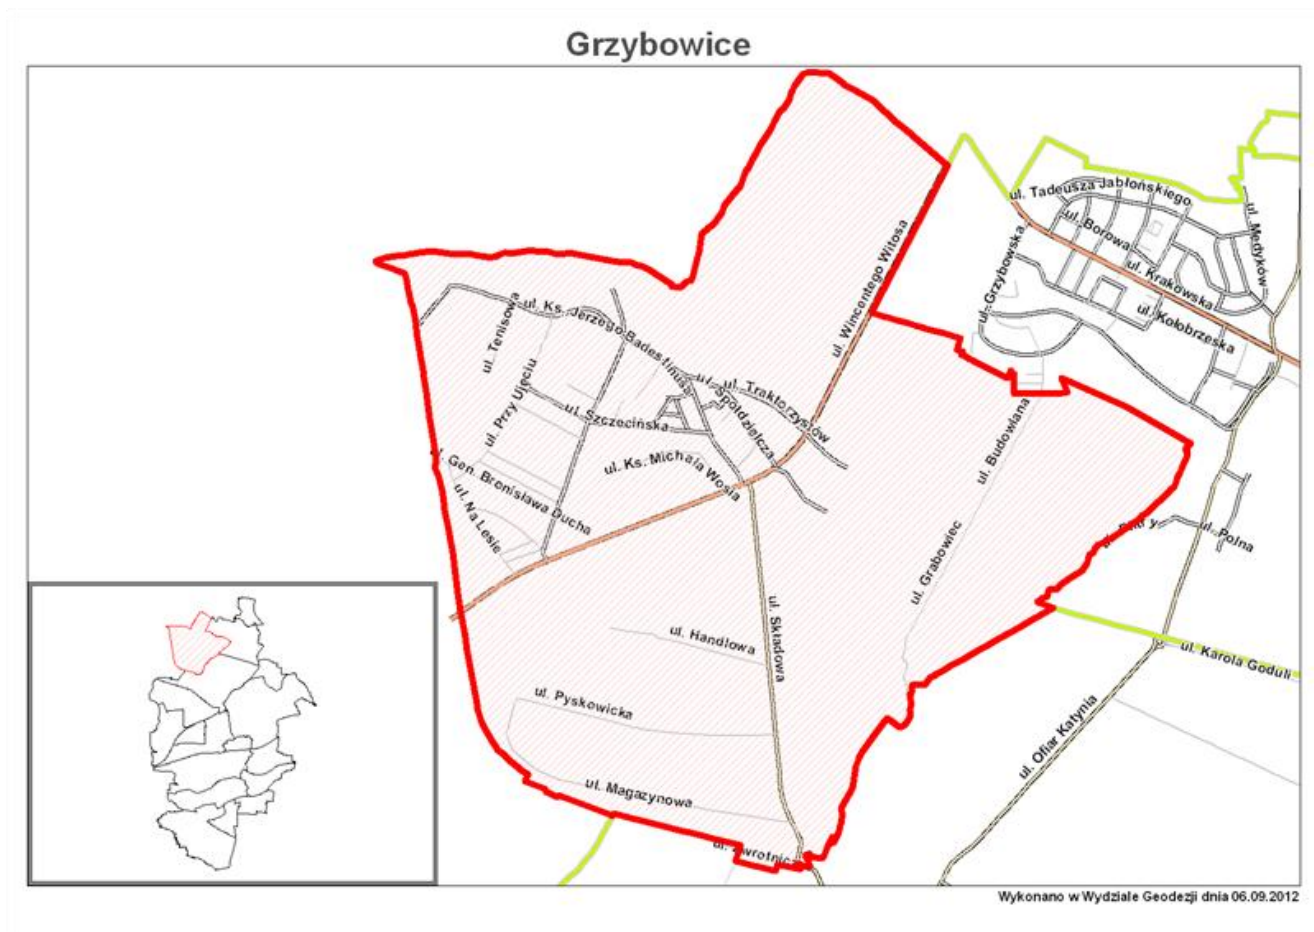 Grzybowice
ul. Tadeusza Jabłońskiego
ul. Borowa
ul. Medyków
ul. Grzybowska
ul. Krakowska
ul. Kołobrzeska
ul. Wincentego Witosa
ul. Tenisowa
ul. Ks. Jerzego Badestinusa
ul. Przy Ujęciu
ul. Spółdzielcza
ul. Traktorzystów
ul. Szczecińska
ul. Ks. Michała Wosia
ul. Budowlana
ul. Gen. Bronisława Ducha
ul. Na Lesie
ul. Grabowiec
ul. Polna
ul. Składowa
ul. Handlowa
ul. Karola Goduli
ul. Pyskowicka
ul. Ofiar Katynia
ul. Magazynowa
ul. Zwrotnicza
Wykonano w Wydziale Geodezji dnia 06.09.2012